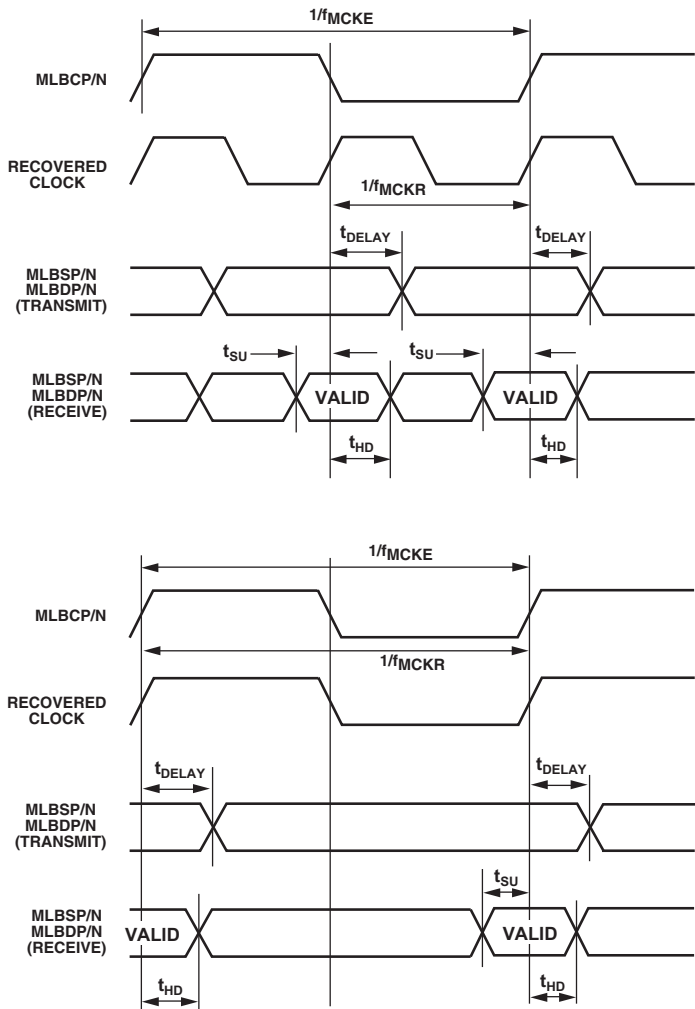 1/fMCKE
MLBCP/N
RECOVERED
CLOCK
1/fMCKR
tDELAY
tDELAY
MLBSP/N
MLBDP/N
(TRANSMIT)
tSU
tSU
MLBSP/N
MLBDP/N
(RECEIVE)
VALID
VALID
tHD
tHD
1/fMCKE
MLBCP/N
1/fMCKR
RECOVERED
CLOCK
tDELAY
tDELAY
MLBSP/N
MLBDP/N
(TRANSMIT)
tSU
MLBSP/N
MLBDP/N
(RECEIVE)
VALID
VALID
tHD
tHD